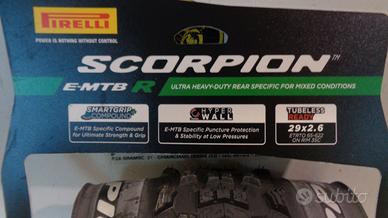 PIRELLI
POWER IS NOTHING WITHOUT CONTROL
SCORPION™
E-MTB R
ULTRA HEAVY-DUTY REAR SPECIFIC FOR MIXED CONDITIONS
SMARTGRIP COMPOUND
HYPER WALL
TUBELESS READY
E-MTB Specific Compound for Ultimate Strength & Grip
E-MTB Specific Puncture Protection & Stability at Low Pressures
29x2.6
ETRTO 65-622
ON RIM 35C
subito